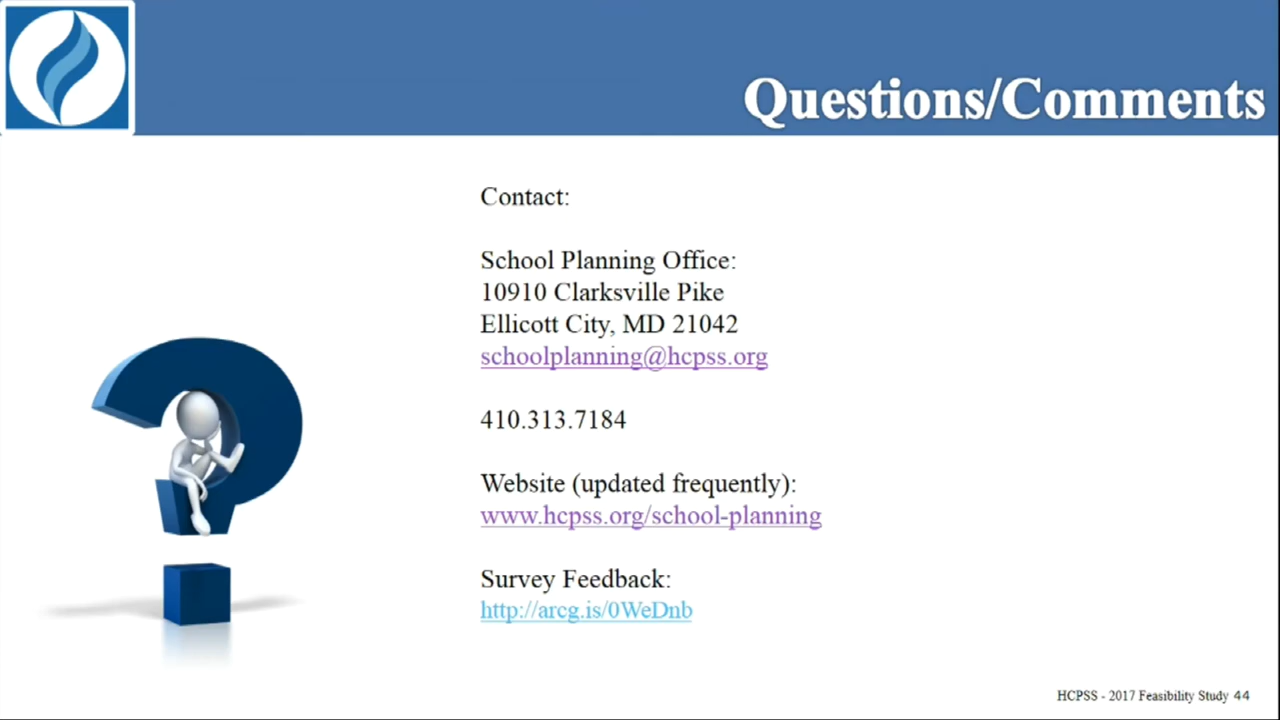 Questions/Comments
Contact:
School Planning Office:
10910 Clarksville Pike
Ellicott City, MD 21042
schoolplanning@hcpss.org
410.313.7184
Website (updated frequently):
www.hcpss.org/school-planning
Survey Feedback:
http://arcg.is/0WeDnb
HCPSS - 2017 Feasibility Study 44